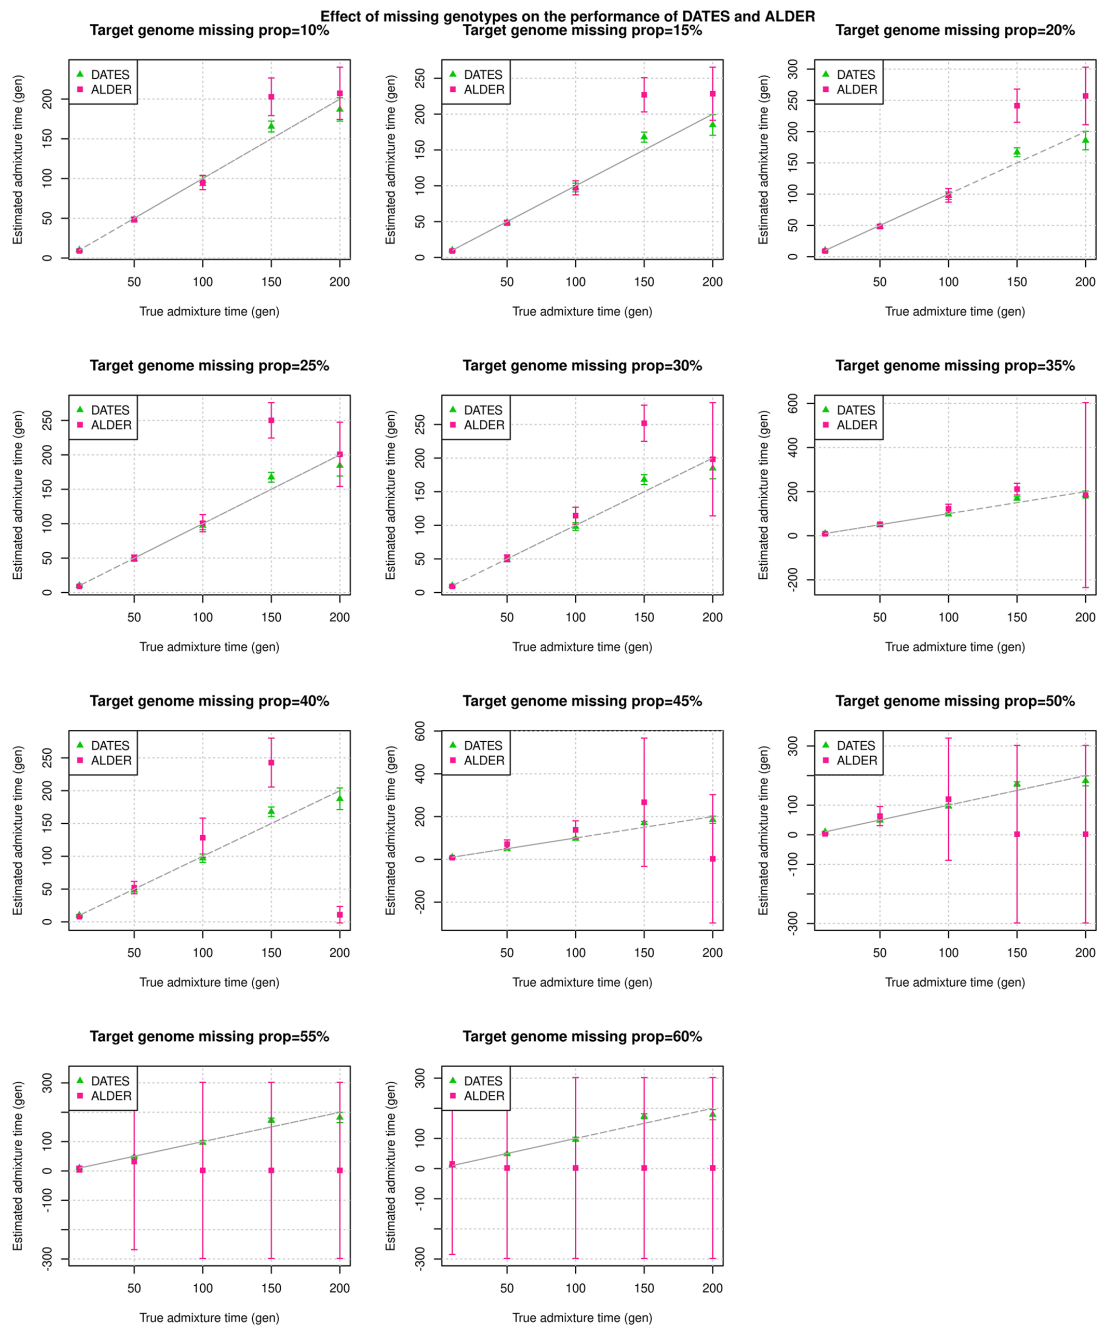 Effect of missing genotypes on the performance of DATES and ALDER
Target genome missing prop=10%
Estimated admixture time (gen)
0
50
100
150
200
DATES
ALDER
50
100
150
200
True admixture time (gen)
Target genome missing prop=15%
Estimated admixture time (gen)
0
50
100
150
200
250
DATES
ALDER
50
100
150
200
True admixture time (gen)
Target genome missing prop=20%
Estimated admixture time (gen)
0
50
100
150
200
250
300
DATES
ALDER
50
100
150
200
True admixture time (gen)
Target genome missing prop=25%
Estimated admixture time (gen)
0
50
100
150
200
250
DATES
ALDER
50
100
150
200
True admixture time (gen)
Target genome missing prop=30%
Estimated admixture time (gen)
0
50
100
150
200
250
DATES
ALDER
50
100
150
200
True admixture time (gen)
Target genome missing prop=35%
Estimated admixture time (gen)
-200
0
200
400
600
DATES
ALDER
50
100
150
200
True admixture time (gen)
Target genome missing prop=40%
Estimated admixture time (gen)
0
50
100
150
200
250
DATES
ALDER
50
100
150
200
True admixture time (gen)
Target genome missing prop=45%
Estimated admixture time (gen)
-200
0
200
400
600
DATES
ALDER
50
100
150
200
True admixture time (gen)
Target genome missing prop=50%
Estimated admixture time (gen)
-300
-100
0
100
300
DATES
ALDER
50
100
150
200
True admixture time (gen)
Target genome missing prop=55%
Estimated admixture time (gen)
-300
-100
0
100
300
DATES
ALDER
50
100
150
200
True admixture time (gen)
Target genome missing prop=60%
Estimated admixture time (gen)
-300
-100
0
100
300
DATES
ALDER
50
100
150
200
True admixture time (gen)